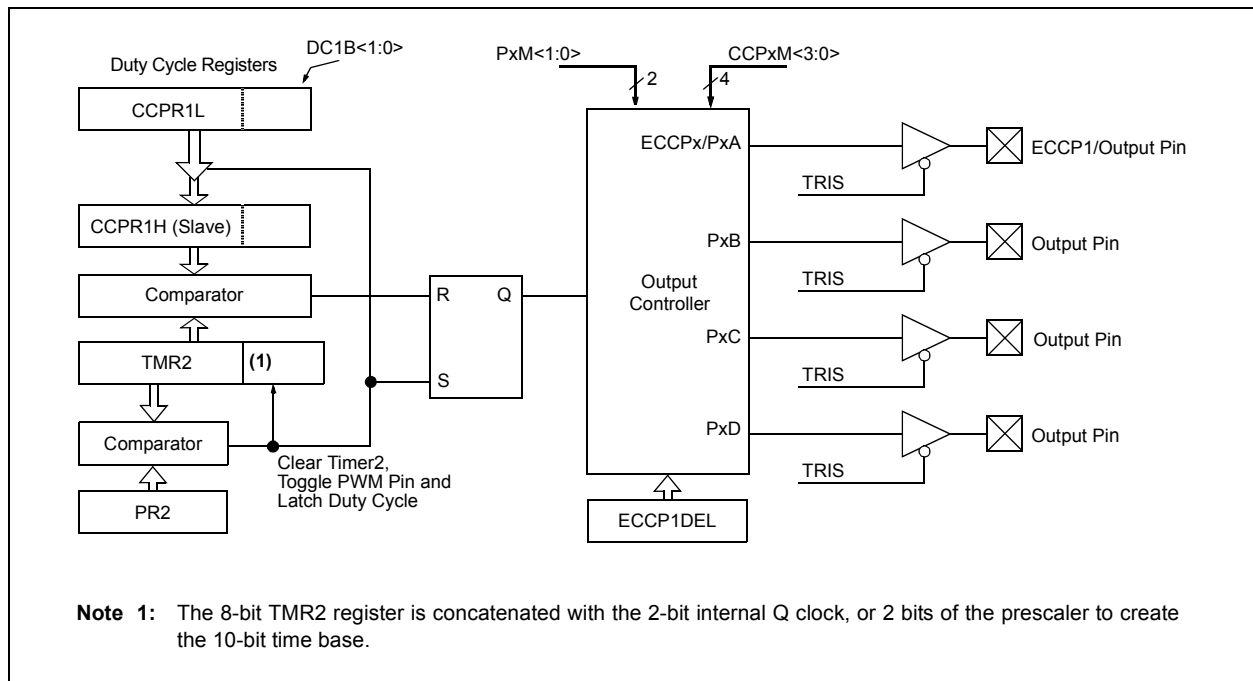 DC1B<1:0>
Duty Cycle Registers
CCPR1L
CCPR1H (Slave)
Comparator
TMR2
(1)
Comparator
PR2
Clear Timer2,
Toggle PWM Pin and
Latch Duty Cycle
R
Q
S
PxM<1:0>
2
CCPxM<3:0>
4
Output
Controller
ECCPx/PxA
PxB
PxC
PxD
ECCP1DEL
TRIS
ECCP1/Output Pin
TRIS
Output Pin
TRIS
Output Pin
TRIS
Output Pin
Note 1: The 8-bit TMR2 register is concatenated with the 2-bit internal Q clock, or 2 bits of the prescaler to create
the 10-bit time base.